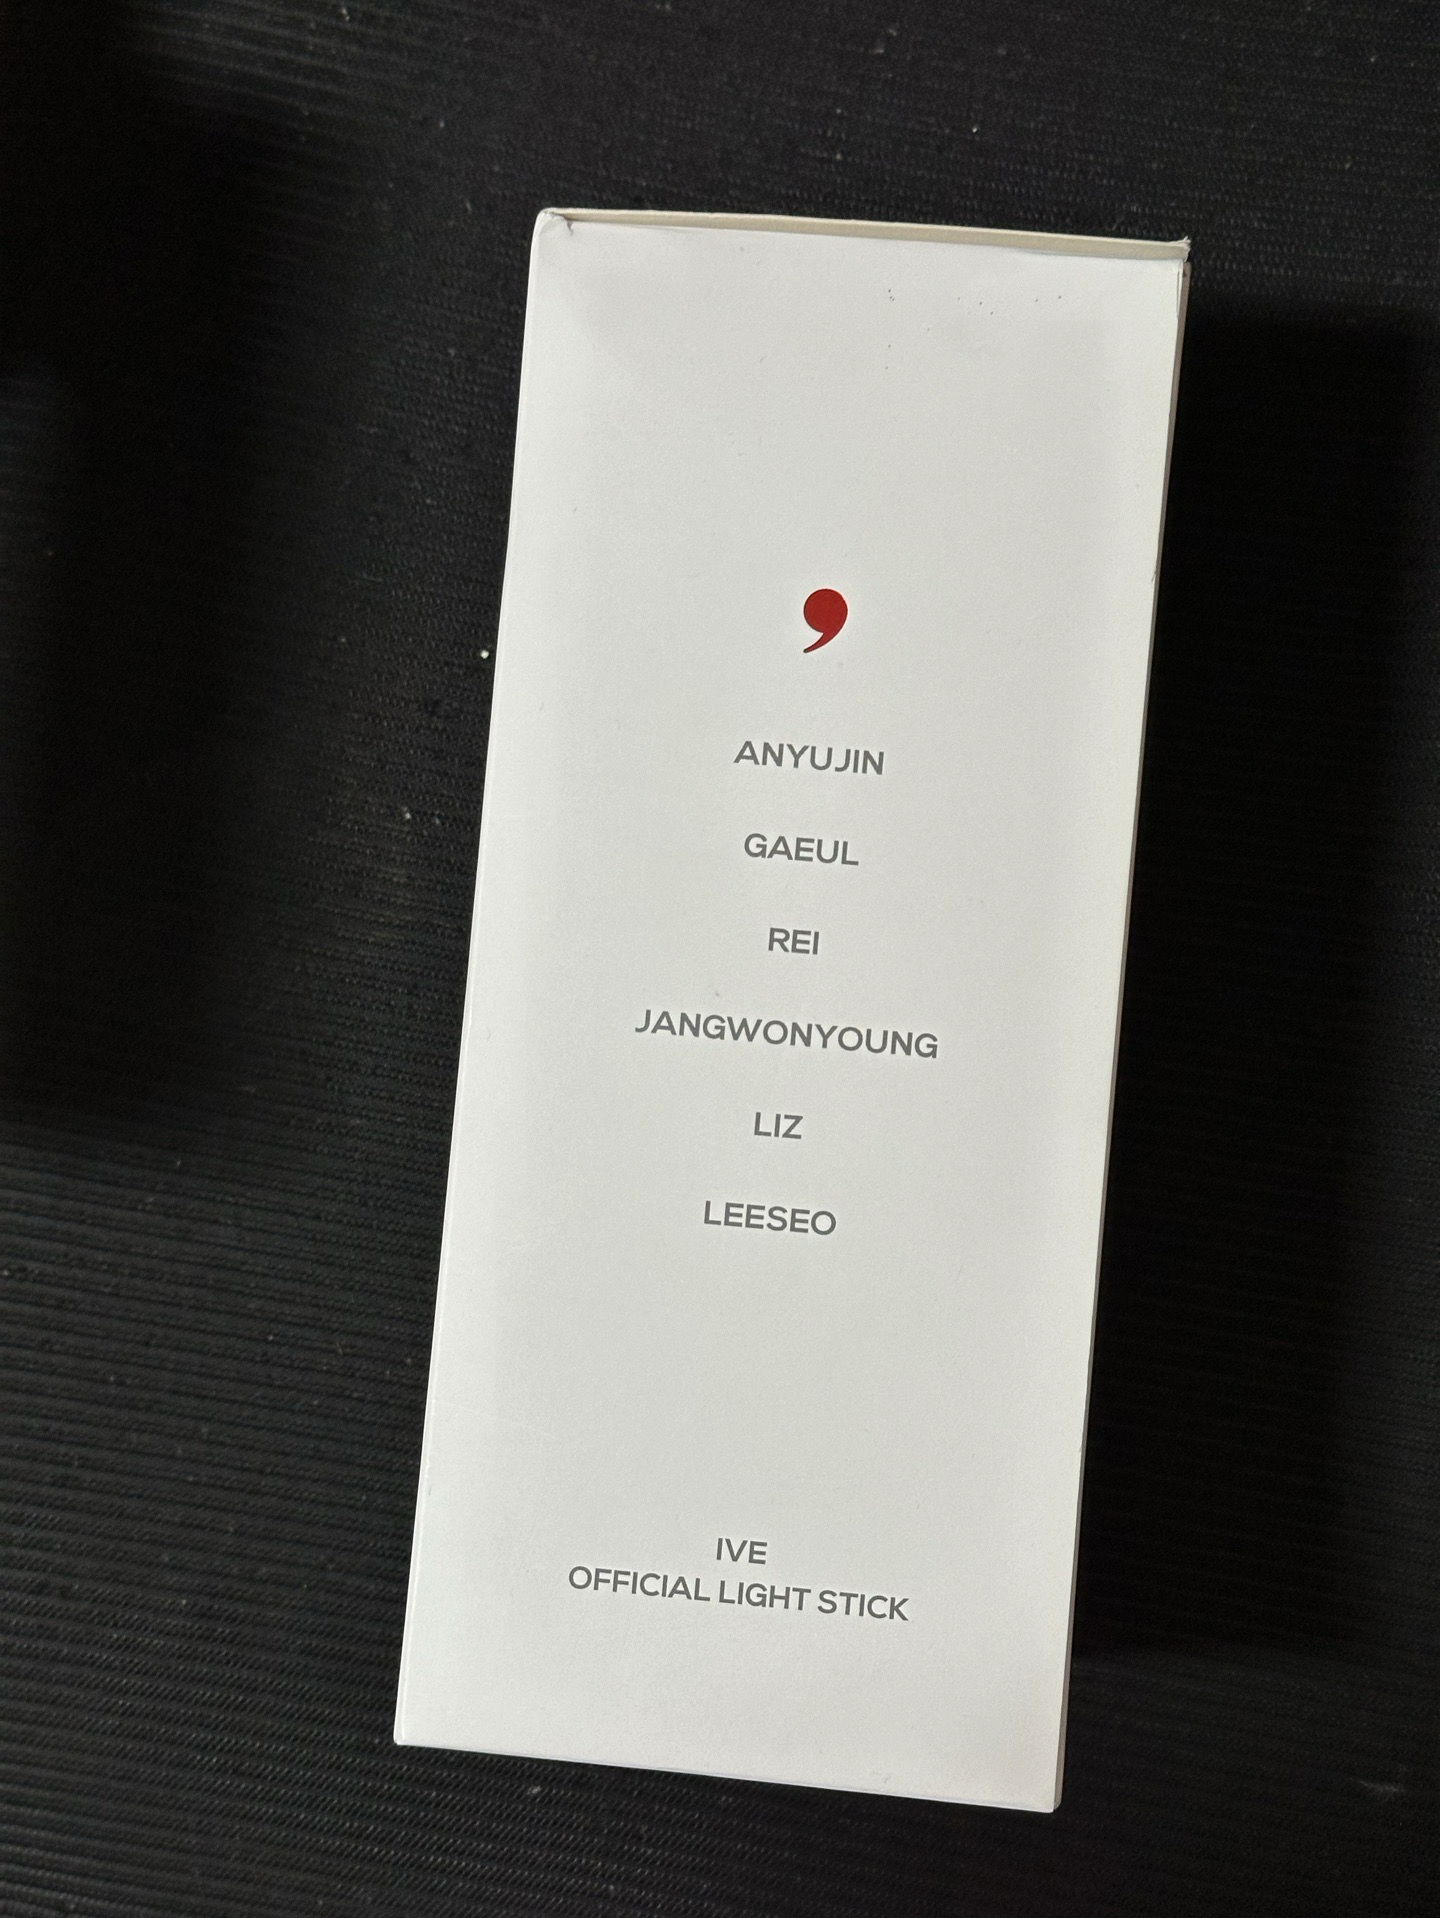 ,
ANYUJIN
GAEUL
REI
JANGWONYOUNG
LIZ
LEESEO
IVE
OFFICIAL LIGHT STICK